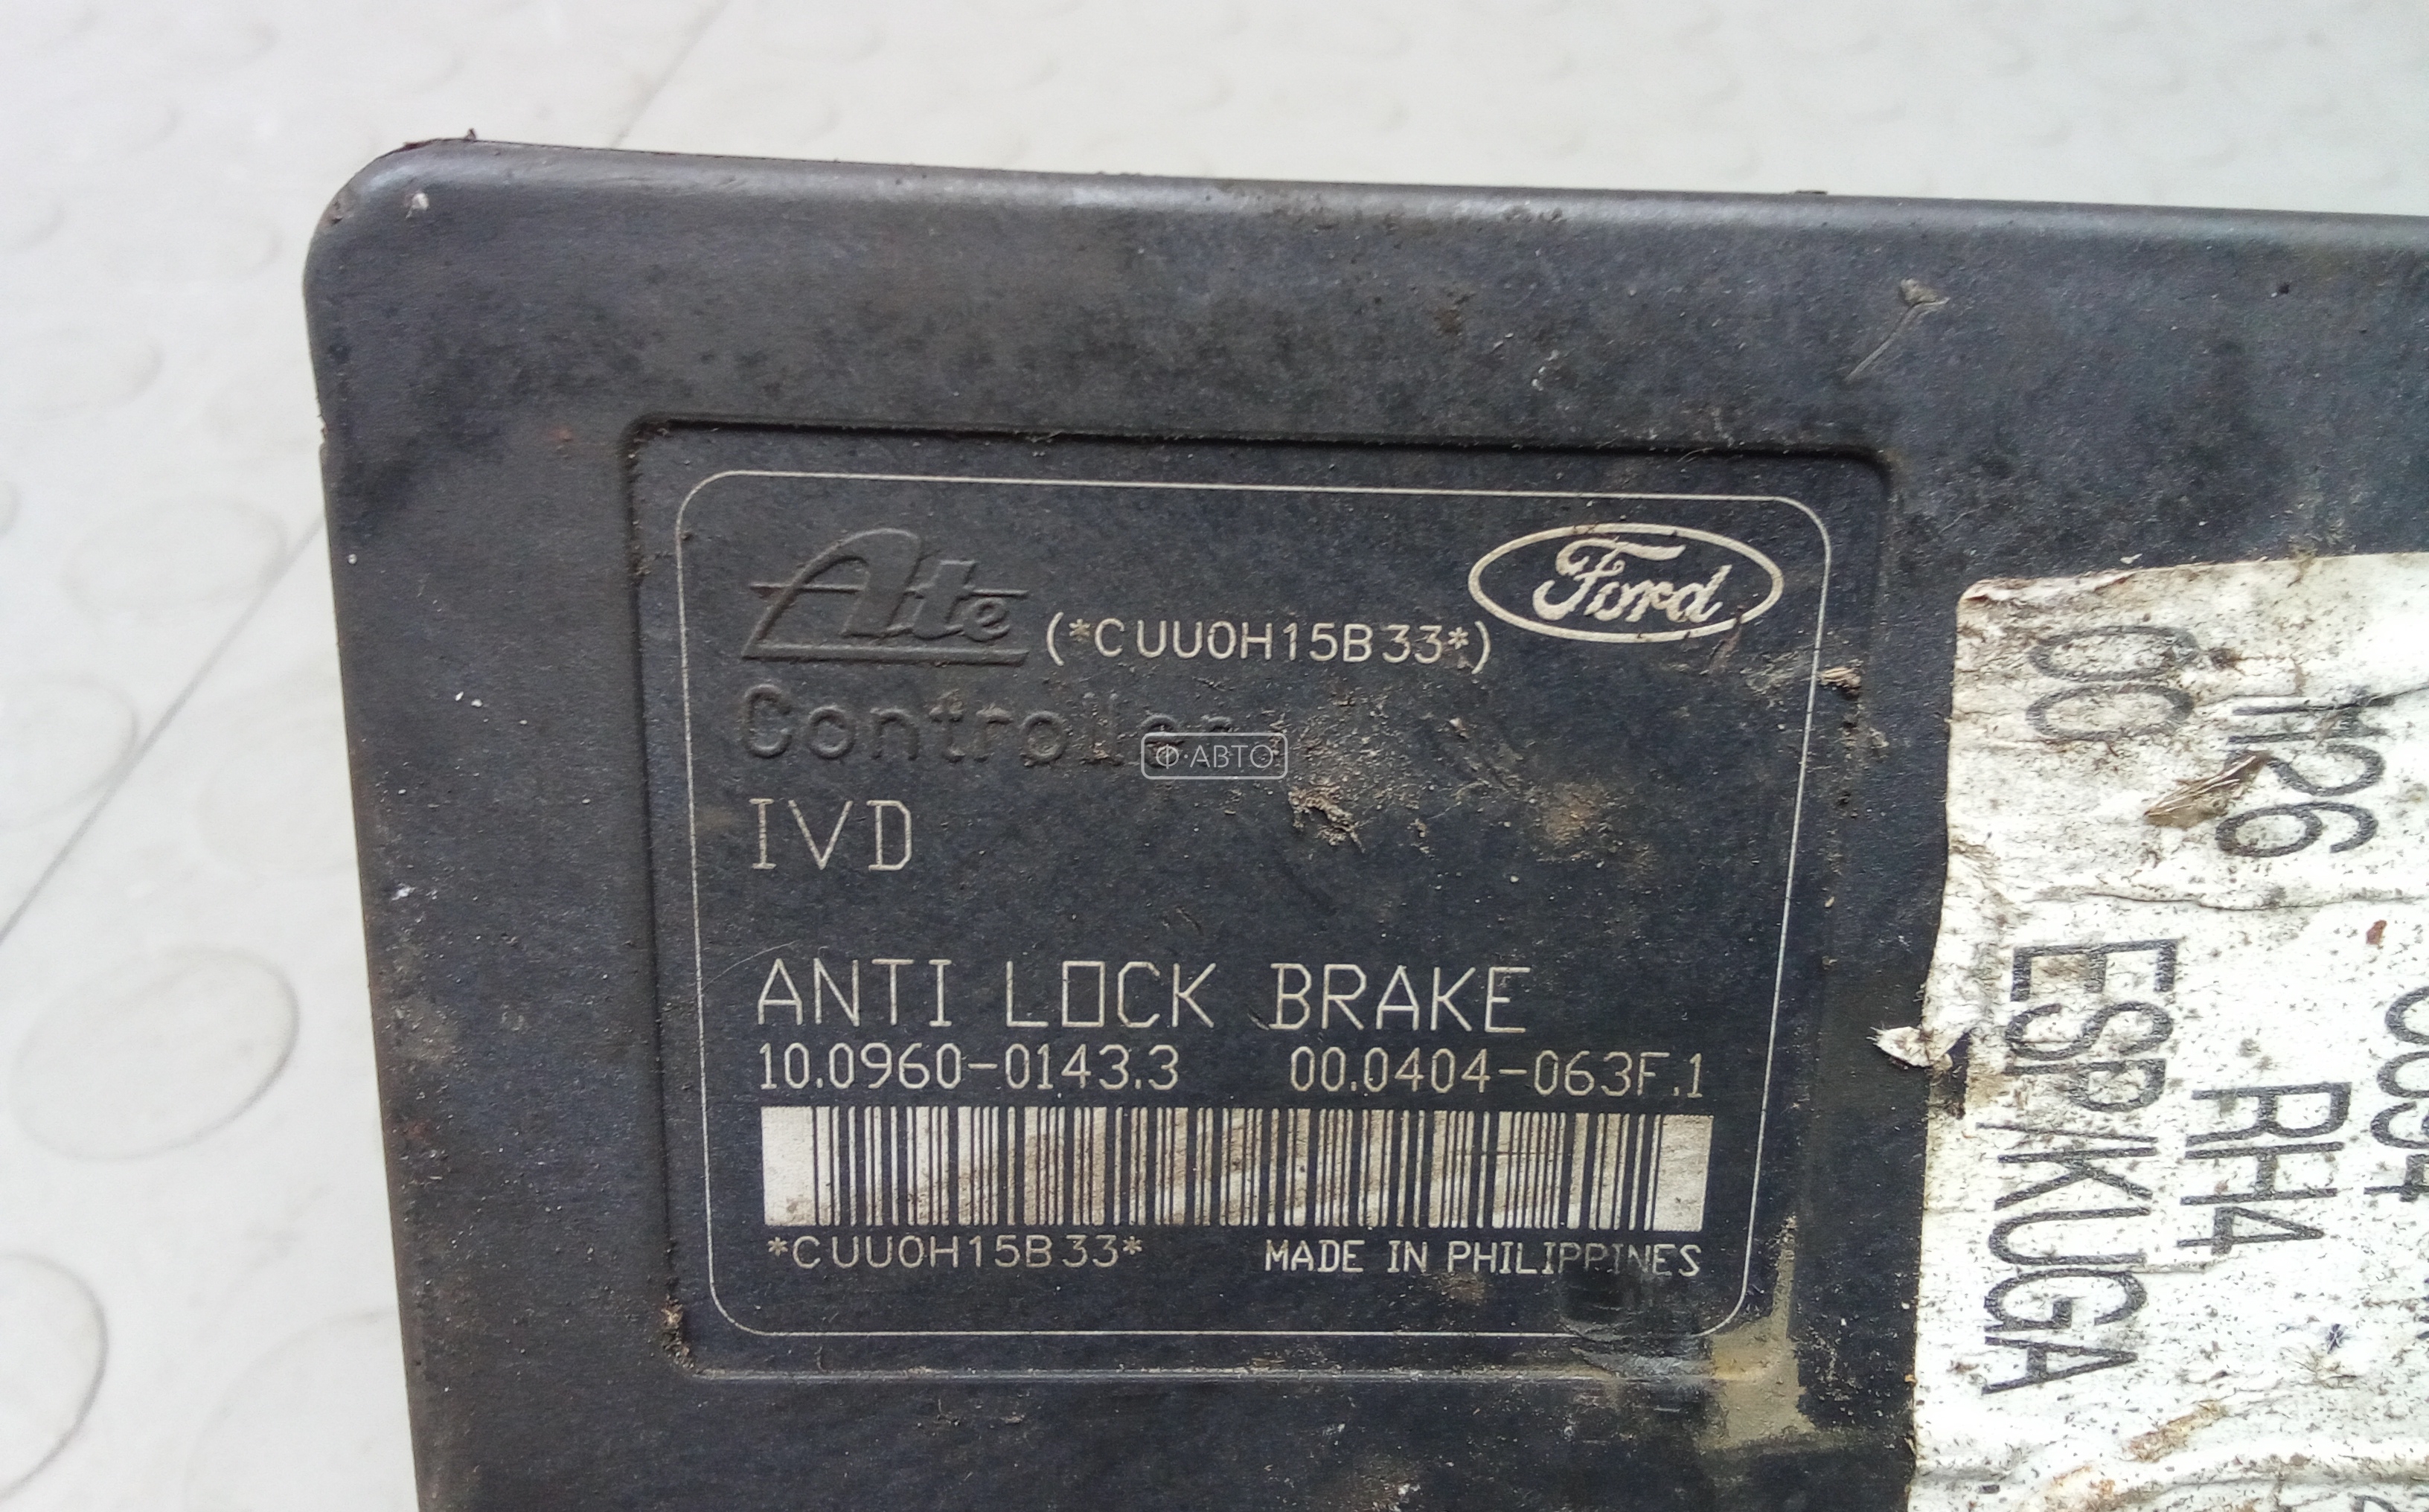 Ate
(*CUU0H15B33*)
Ford
Controller
Ф·АВТО
IVD
ANTI LOCK BRAKE
10.0960-0143.3 00.0404-063F.1
*CUU0H15B33* MADE IN PHILIPPINES
RH4
ESP/KUGA